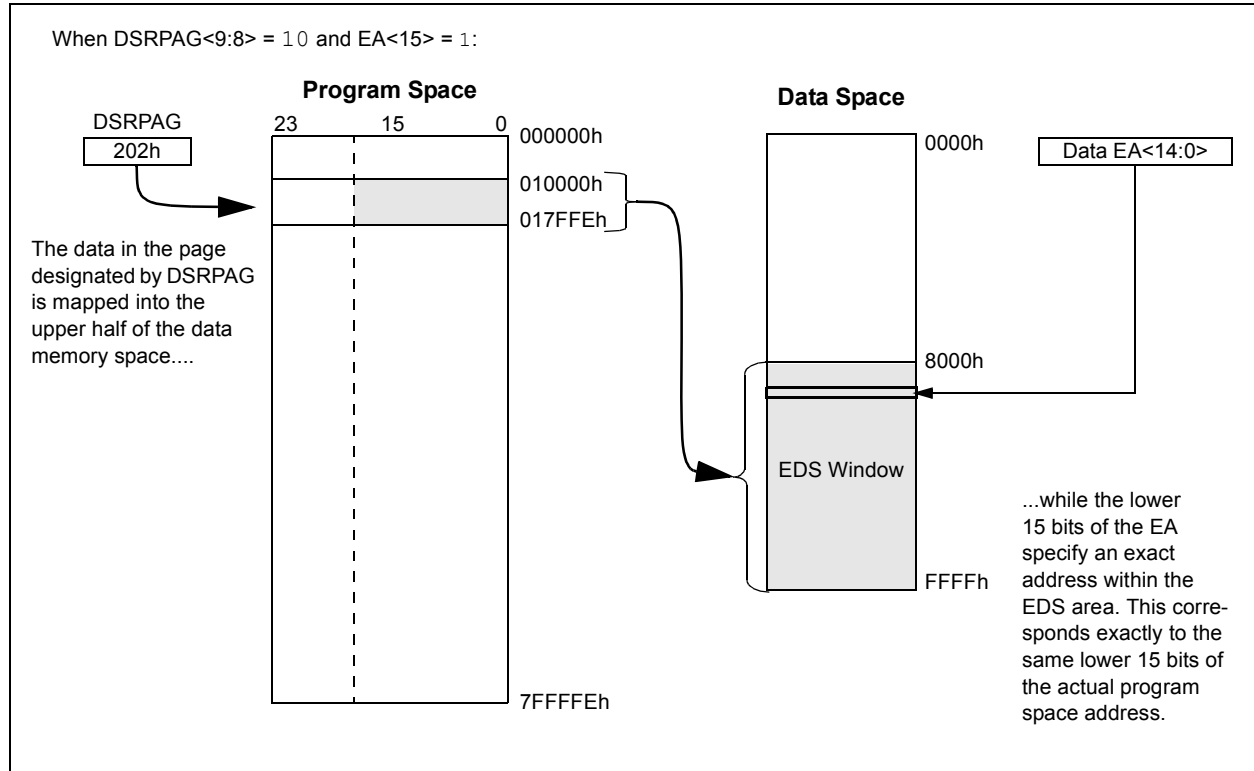 When DSRPAG<9:8> = 10 and EA<15> = 1:
Program Space
Data Space
DSRPAG
202h
23
15
0
000000h
010000h
017FFEh
7FFFFEh
The data in the page
designated by DSRPAG
is mapped into the
upper half of the data
memory space....
0000h
8000h
EDS Window
FFFFh
Data EA<14:0>
...while the lower
15 bits of the EA
specify an exact
address within the
EDS area. This corre-
sponds exactly to the
same lower 15 bits of
the actual program
space address.